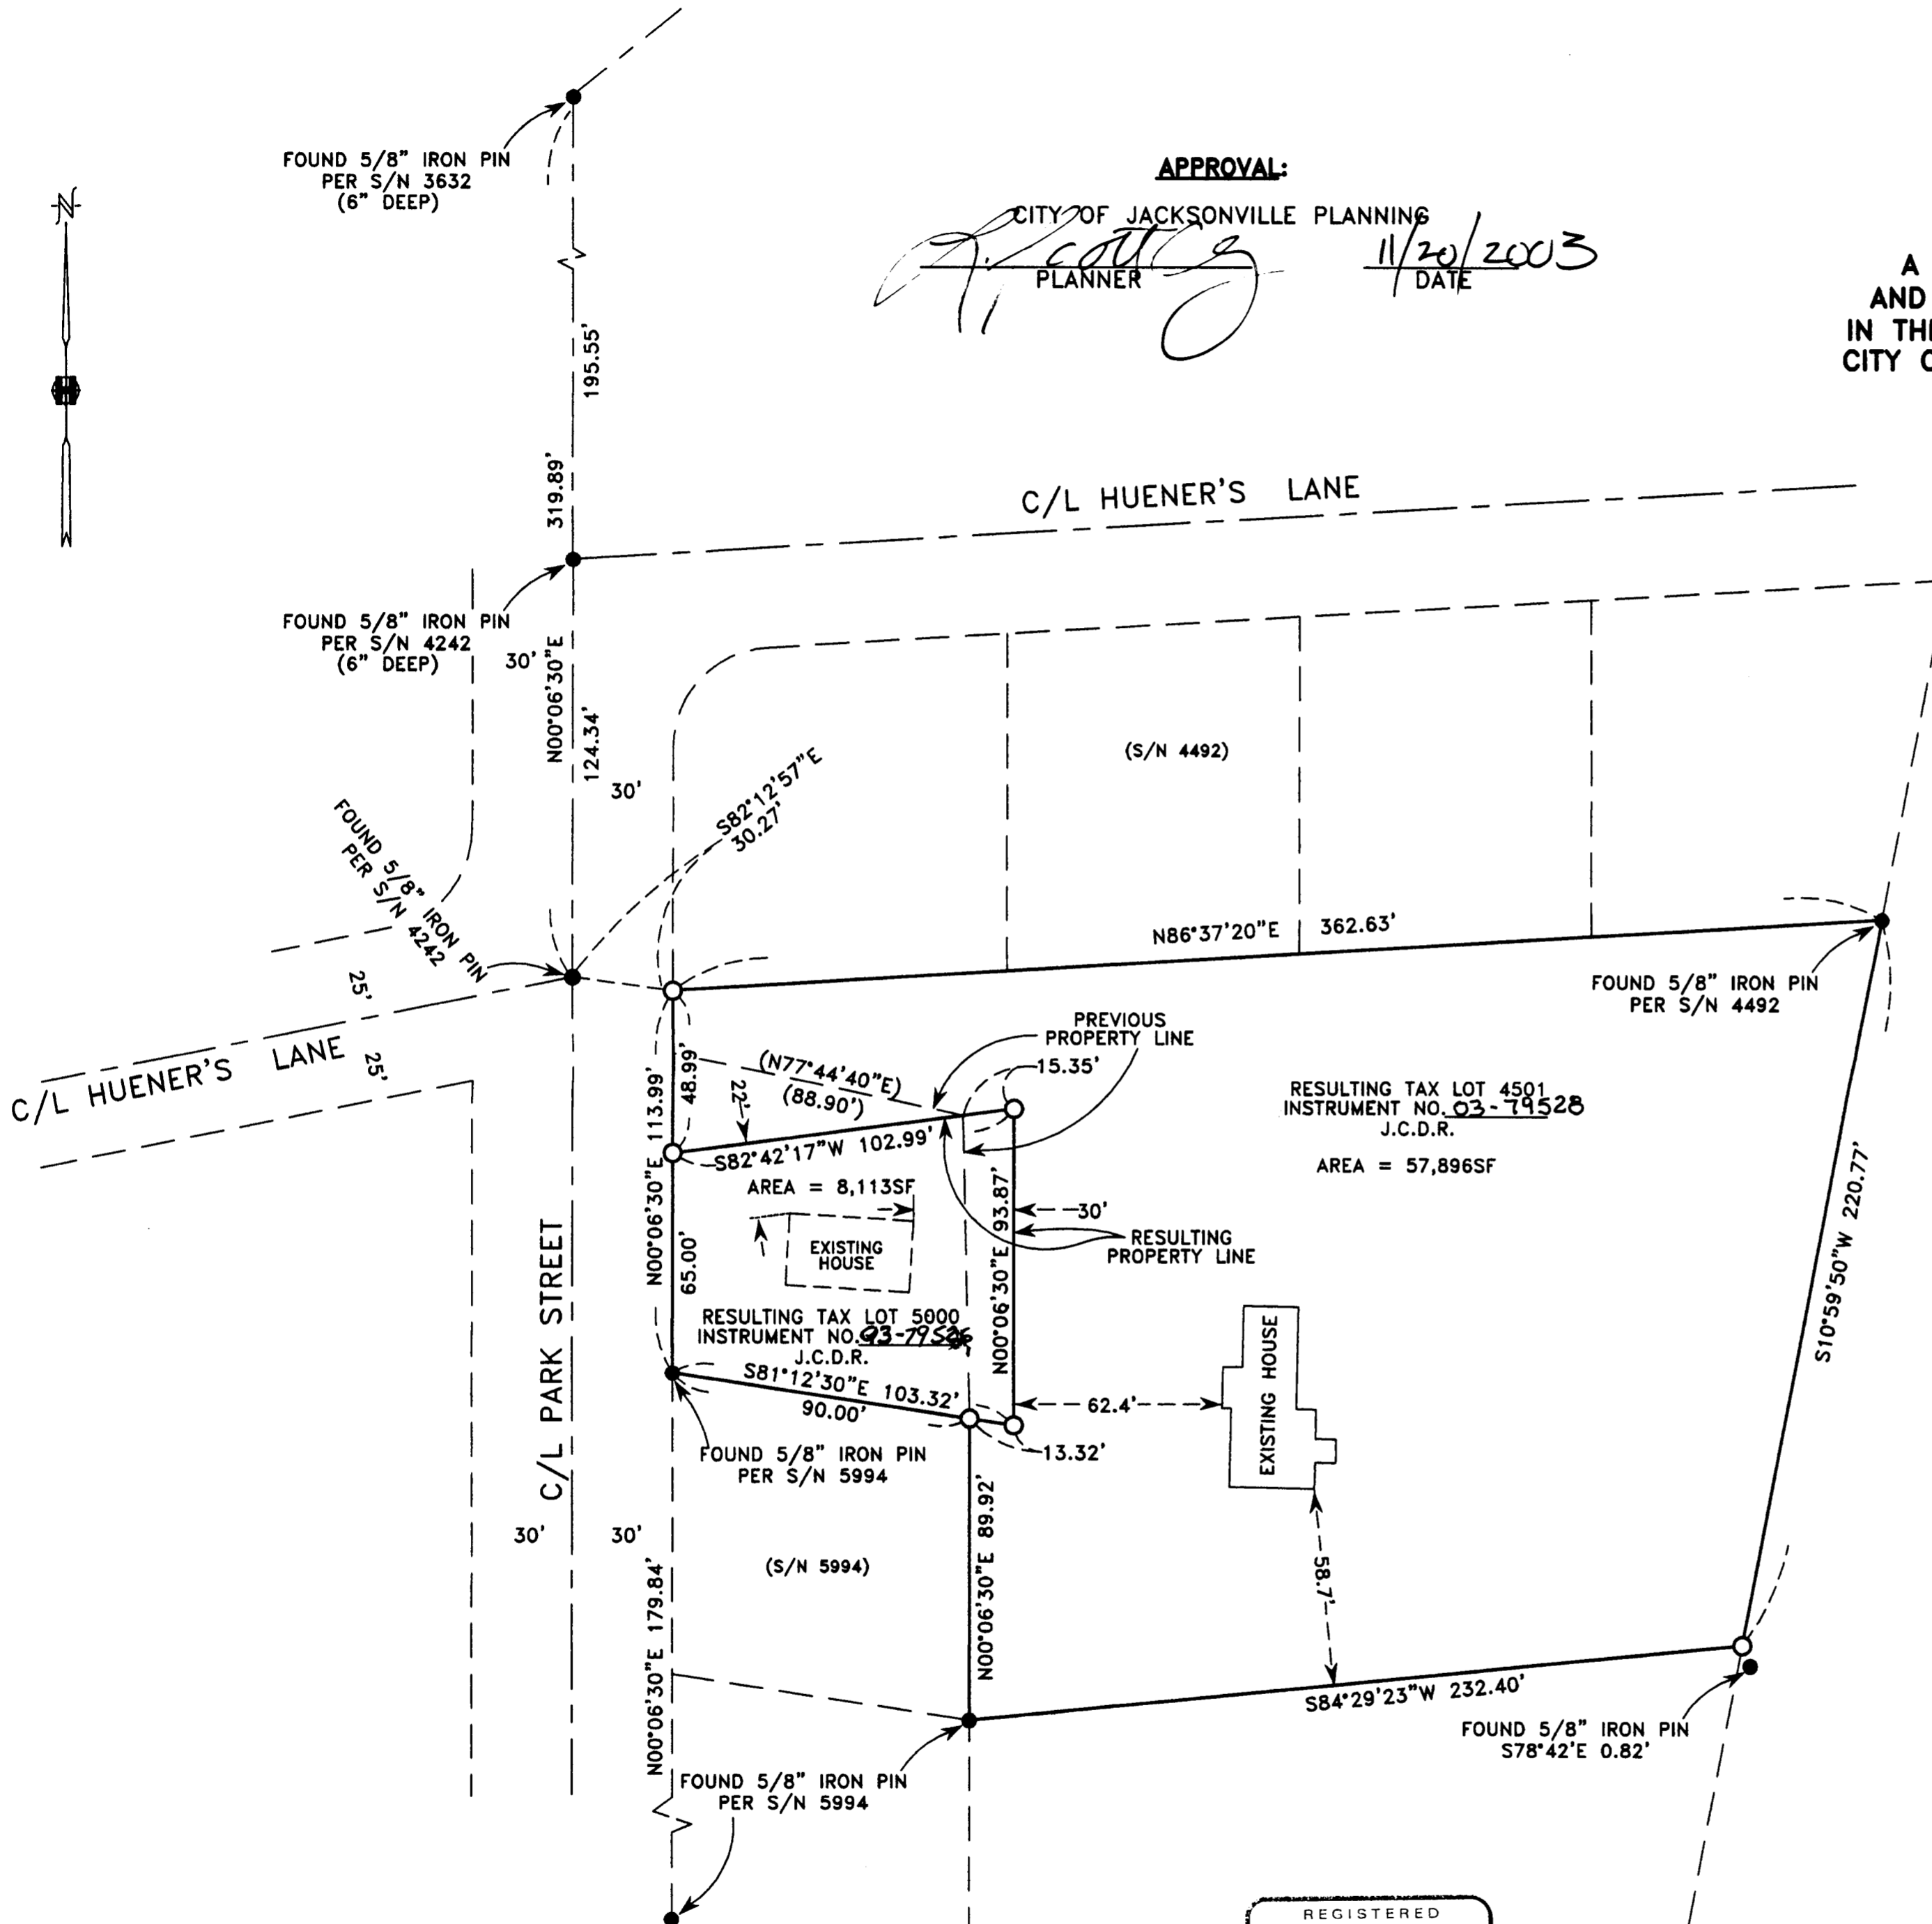 N
FOUND 5/8" IRON PIN
PER S/N 3632
(6" DEEP)
APPROVAL:
CITY OF JACKSONVILLE PLANNING
PLANNER
11/20/2003
DATE
A
AND
IN TH
CITY
195.55'
319.89'
C/L HUENER'S LANE
FOUND 5/8" IRON PIN
PER S/N 4242
(6" DEEP)
30'
N00°06'30"E
124.34'
30'
(S/N 4492)
S82°12'57"E
30.27'
FOUND 5/8" IRON PIN
PER S/N 4242
N86°37'20"E 362.63'
FOUND 5/8" IRON PIN
PER S/N 4492
25'
25'
C/L HUENER'S LANE
PREVIOUS
PROPERTY LINE
15.35'
(N77°44'40"E)
(88.90')
22'
N00°06'30"E 113.99'
48.99'
S82°42'17"W 102.99'
RESULTING TAX LOT 4501
INSTRUMENT NO. 03-79528
J.C.D.R.
AREA = 57,896SF
AREA = 8,113SF
EXISTING
HOUSE
65.00'
N00°06'30"E 93.87'
30'
RESULTING
PROPERTY LINE
S10°59'50"W 220.77'
C/L PARK STREET
RESULTING TAX LOT 5000
INSTRUMENT NO.
J.C.D.R.
S81°12'30"E 103.32'
90.00'
62.4'
EXISTING HOUSE
13.32'
FOUND 5/8" IRON PIN
PER S/N 5994
30'
30'
(S/N 5994)
N00°06'30"E 89.92'
58.7'
N00°06'30"E 179.84'
S84°29'23"W 232.40'
FOUND 5/8" IRON PIN
S78°42'E 0.82'
FOUND 5/8" IRON PIN
PER S/N 5994
REGISTERED